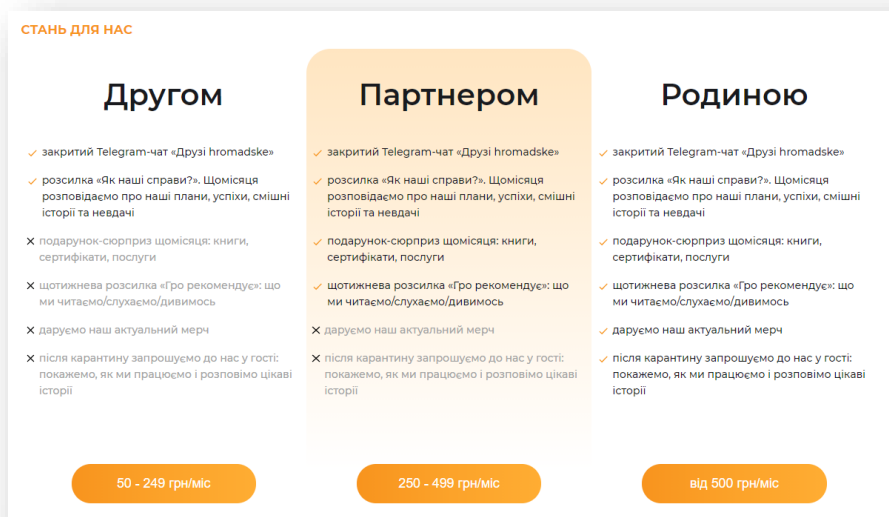 СТАНЬ ДЛЯ НАС
Другом
закритий Telegram-чат «Друзі hromadske»
розсилка «Як наші справи?». Щомісяця
розповідаємо про наші плани, успіхи, смішні
історії та невдачі
подарунок-сюрприз щомісяця: книги,
сертифікати, послуги
щотижнева розсилка «Гро рекомендує»: що
ми читаємо/слухаємо/дивимось
даруємо наш актуальний мерч
після карантину запрошуємо до нас у гості:
покажемо, як ми працюємо і розповімо цікаві
історії
50 - 249 грн/міс
Партнером
закритий Telegram-чат «Друзі hromadske»
розсилка «Як наші справи?». Щомісяця
розповідаємо про наші плани, успіхи, смішні
історії та невдачі
подарунок-сюрприз щомісяця: книги,
сертифікати, послуги
щотижнева розсилка «Гро рекомендує»: що
ми читаємо/слухаємо/дивимось
даруємо наш актуальний мерч
після карантину запрошуємо до нас у гості:
покажемо, як ми працюємо і розповімо цікаві
історії
250 - 499 грн/міс
Родиною
закритий Telegram-чат «Друзі hromadske»
розсилка «Як наші справи?». Щомісяця
розповідаємо про наші плани, успіхи, смішні
історії та невдачі
подарунок-сюрприз щомісяця: книги,
сертифікати, послуги
щотижнева розсилка «Гро рекомендує»: що
ми читаємо/слухаємо/дивимось
даруємо наш актуальний мерч
після карантину запрошуємо до нас у гості:
покажемо, як ми працюємо і розповімо цікаві
історії
від 500 грн/міс